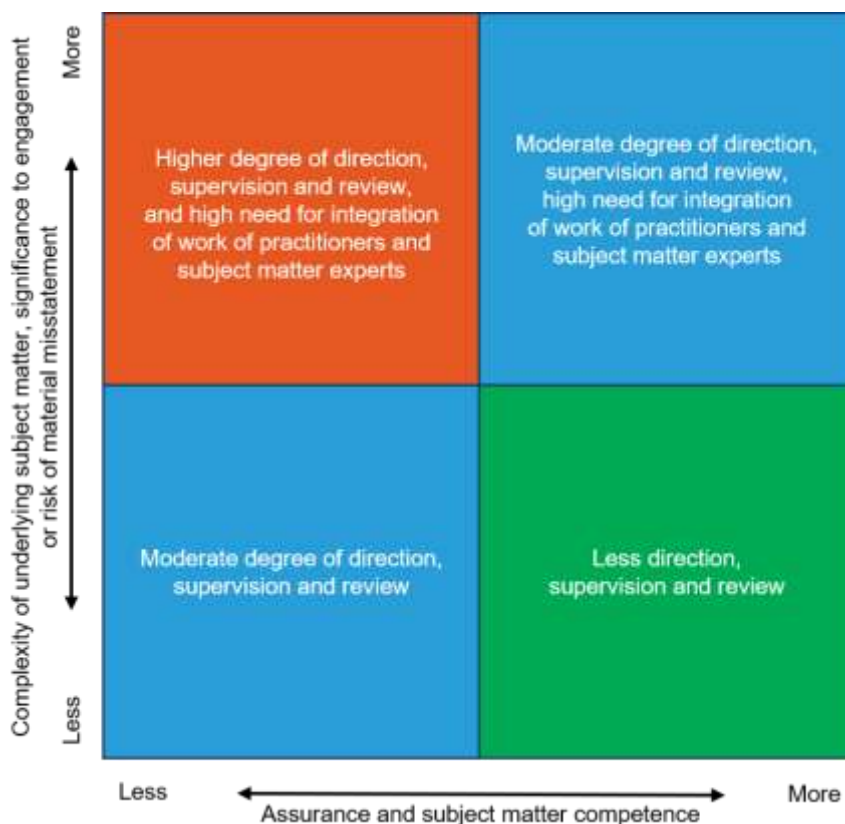 More
Complexity of underlying subject matter, significance to engagement
or risk of material misstatement
Less
Higher degree of direction,
supervision and review,
and high need for integration
of work of practitioners and
subject matter experts
Moderate degree of direction,
supervision and review,
high need for integration
of work of practitioners and
subject matter experts
Moderate degree of direction,
supervision and review
Less direction,
supervision and review
Less
More
Assurance and subject matter competence